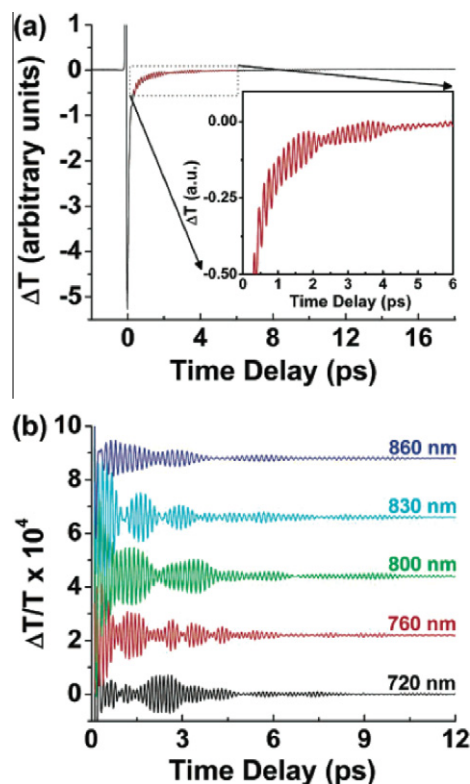 (a)
1
0
-1
-2
-3
-4
-5
ΔT (arbitrary units)
0.00
-0.25
-0.50
ΔT (a.u.)
0 1 2 3 4 5 6
Time Delay (ps)
0 4 8 12 16
Time Delay (ps)
(b)
10
8
6
4
2
0
ΔT/T x 10⁴
860 nm
830 nm
800 nm
760 nm
720 nm
0 3 6 9 12
Time Delay (ps)